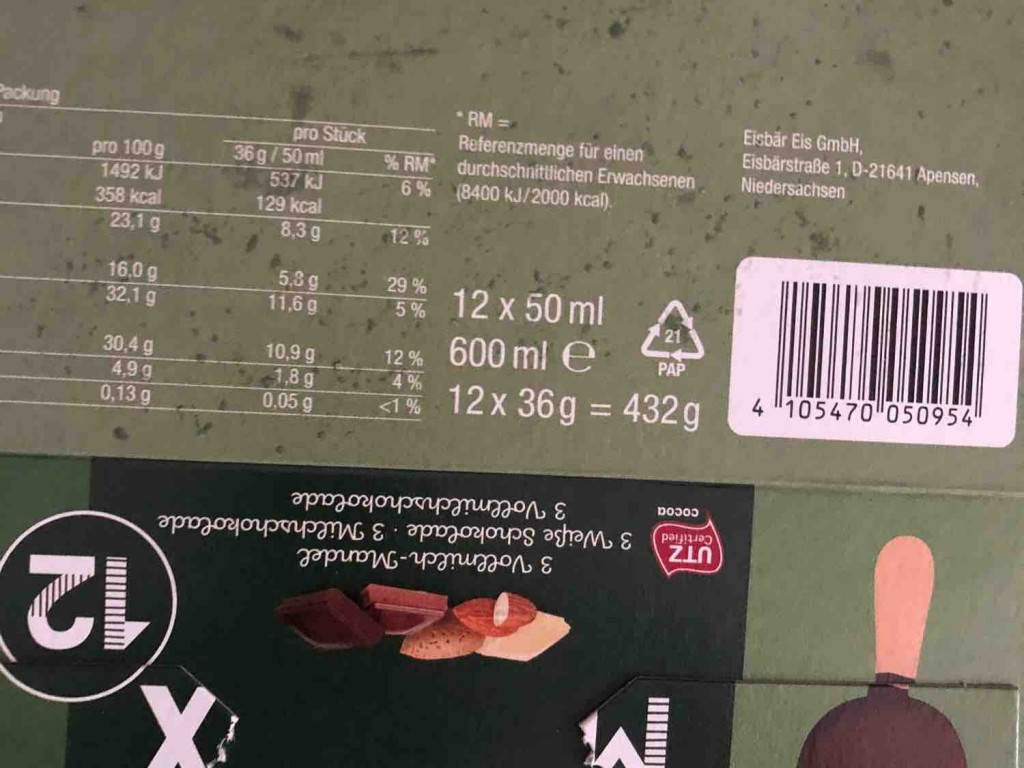 Packung
pro Stück
pro 100 g 36 g / 50 ml % RM*
1492 kJ 537 kJ 6 %
358 kcal 129 kcal
23,1 g 8,3 g 12 %
16,0 g 5,8 g 29 %
32,1 g 11,6 g 5 %
30,4 g 10,9 g 12 %
4,9 g 1,8 g 4 %
0,13 g 0,05 g <1 %
* RM =
Referenzmenge für einen
durchschnittlichen Erwachsenen
(8400 kJ/2000 kcal).
12 x 50 ml
600 ml e
12 x 36 g = 432 g
21
PAP
Eisbär Eis GmbH,
Eisbärstraße 1, D-21641 Apensen,
Niedersachsen
4 105470 050954
3 Vollmilch-Mandel
3 Weiße Schokolade · 3 Milchschokolade
3 Vollmilchschokolade
UTZ
Certified
cocoa
12
X